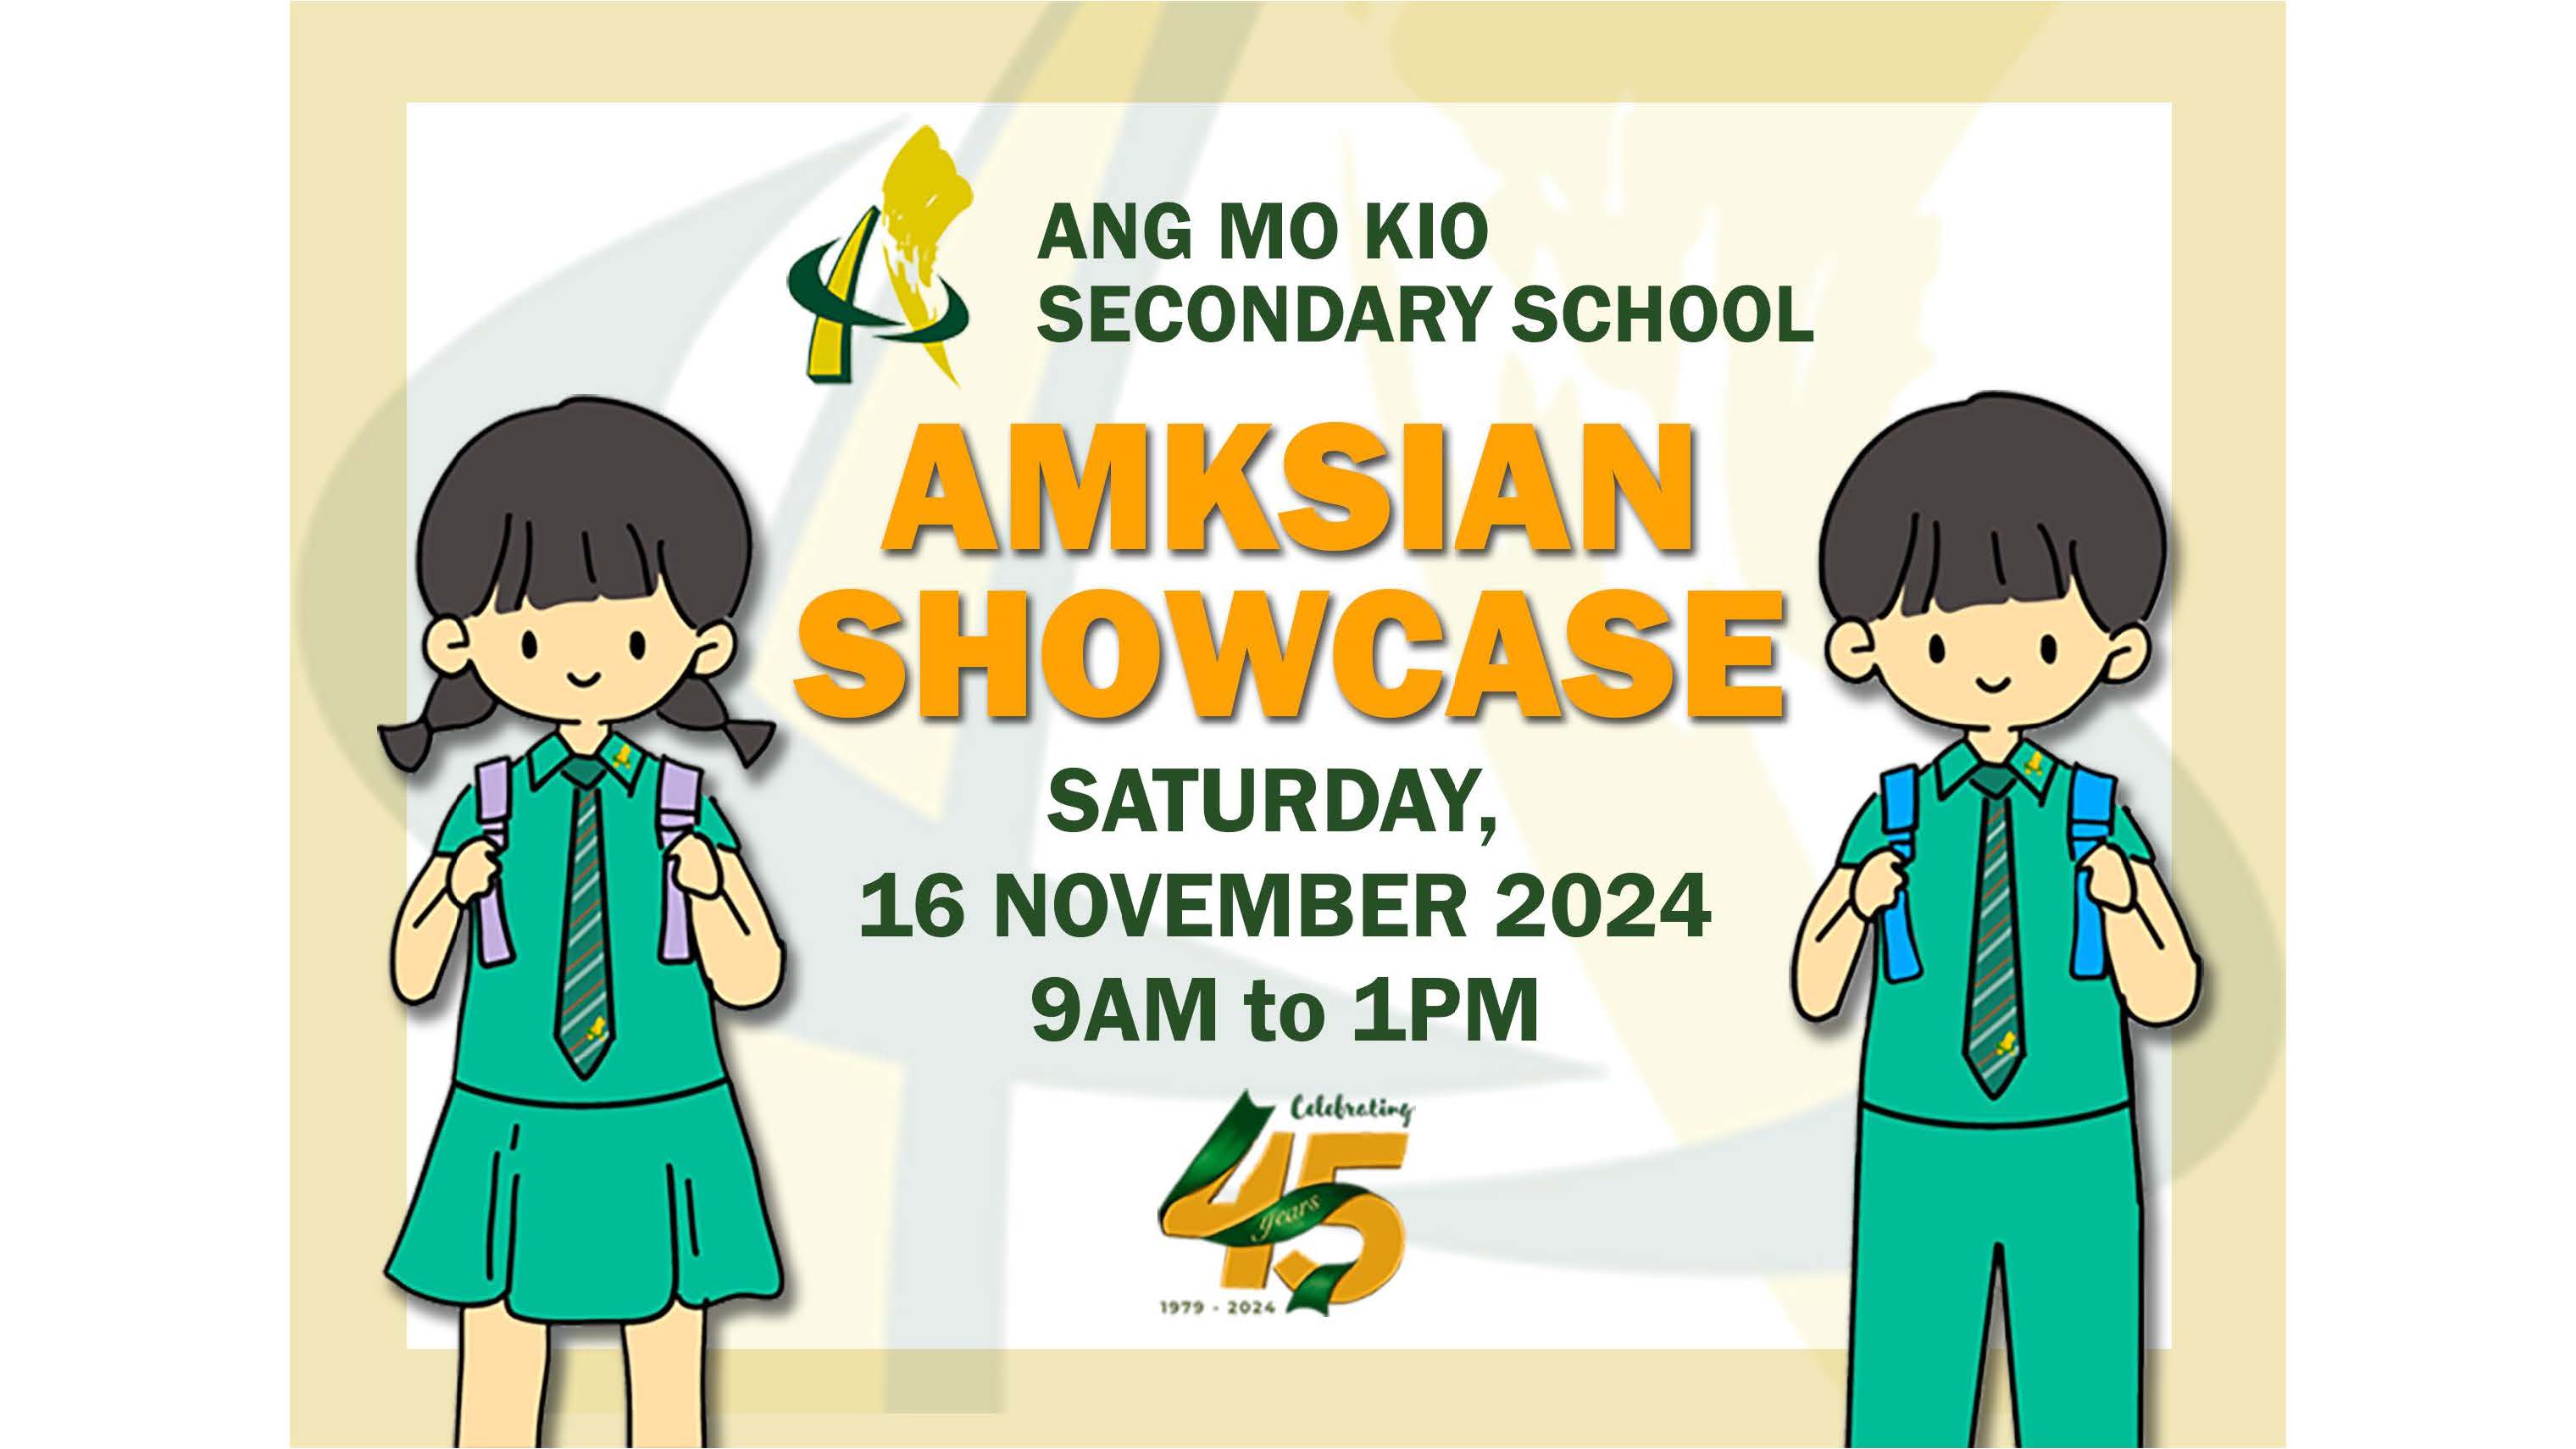 ANG MO KIO
SECONDARY SCHOOL
AMKSIAN
SHOWCASE
SATURDAY,
16 NOVEMBER 2024
9AM to 1PM
Celebrating
45
years
1979 - 2024